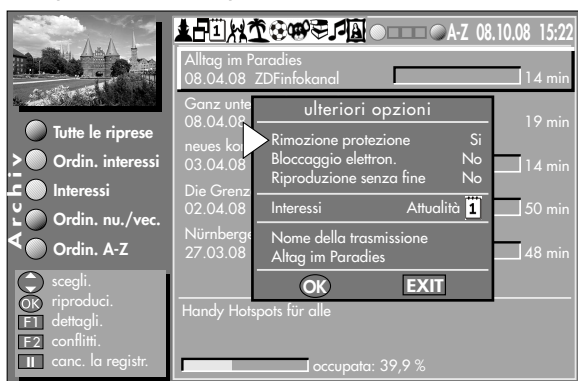 A-Z 08.10.08 15:22
Alltag im Paradies
08.04.08 ZDFinfokanal 14 min
Ganz unte
08.04.08 19 min
neues ko
03.04.08 14 min
Die Grenz
02.04.08 50 min
Nürnberge
27.03.08 48 min
Handy Hotspots für alle
occupata: 39,9 %
ulteriori opzioni
Rimozione protezione Si
Bloccaggio elettron. No
Riproduzione senza fine No
Interessi Attualità 1
Nome della trasmissione
Altag im Paradies
OK EXIT
Archiv
Tutte le riprese
Ordin. interessi
Interessi
Ordin. nu./vec.
Ordin. A-Z
scegli.
OK riproduci.
F1 dettagli.
F2 conflitti.
canc. la registr.